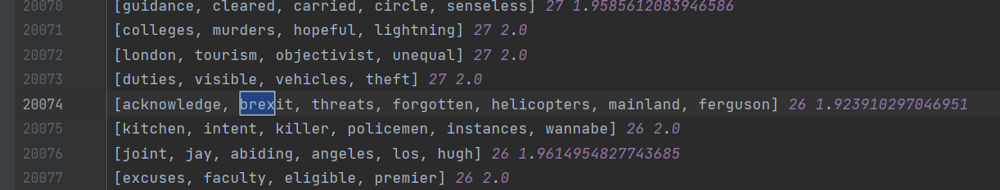 20070 [guidance, cleared, carried, circle, senseless] 27 1.9585612083946586
20071 [colleges, murders, hopeful, lightning] 27 2.0
20072 [london, tourism, objectivist, unequal] 27 2.0
20073 [duties, visible, vehicles, theft] 27 2.0
20074 [acknowledge, brexit, threats, forgotten, helicopters, mainland, ferguson] 26 1.923910297046951
20075 [kitchen, intent, killer, policemen, instances, wannabe] 26 2.0
20076 [joint, jay, abiding, angeles, los, hugh] 26 1.9614954827743685
20077 [excuses, faculty, eligible, premier] 26 2.0